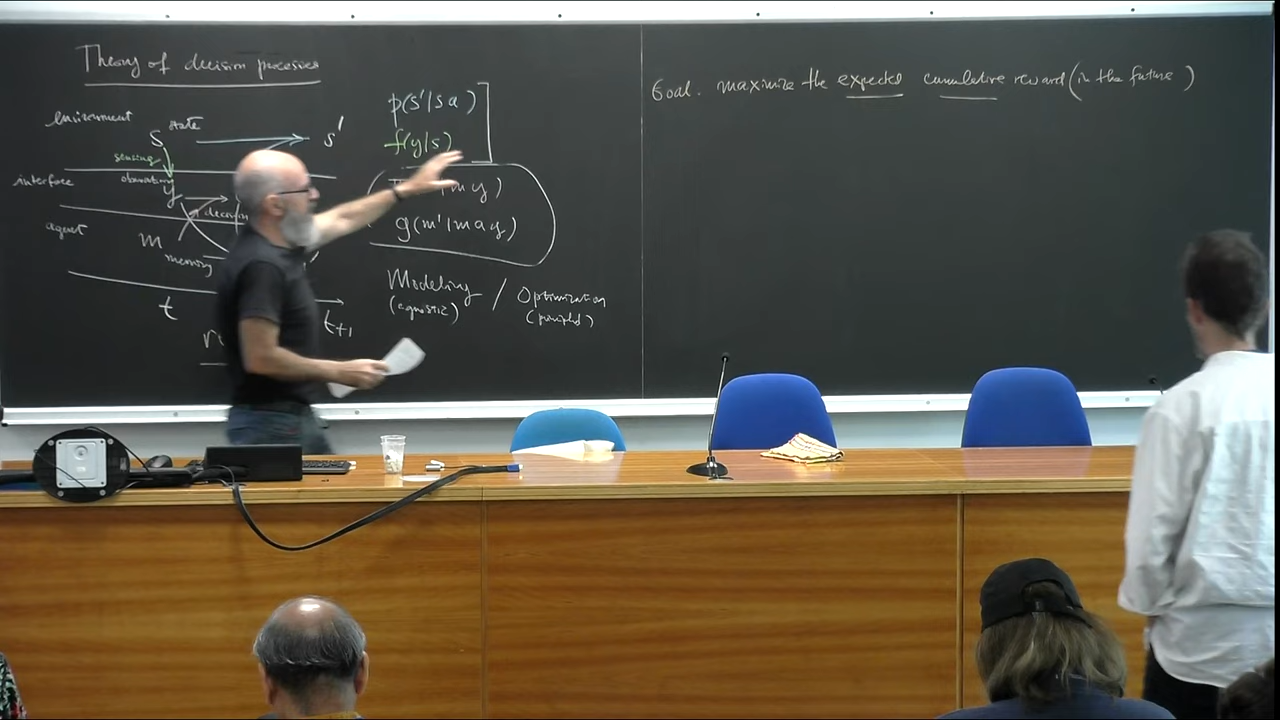 Theory of decision processes
environment
state
s
s'
sensing
interface
observation
y
decision
agent
m
memory
t
t+1
p(s'|s a)
f(y|s)
m y)
g(m'|m a y)
Modeling / Optimization
(agnostic)
Goal. maximize the expected cumulative reward (in the future)